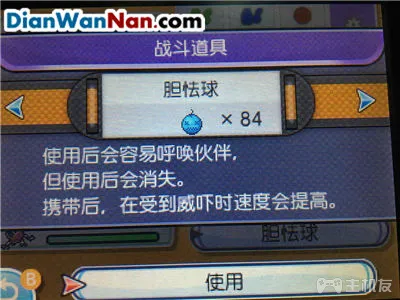 DianWanNan.com
战斗道具
胆怯球
× 84
使用后会容易呼唤伙伴，
但使用后会消失。
携带后，在受到威吓时速度会提高。
胆怯球
B
使用
主机友